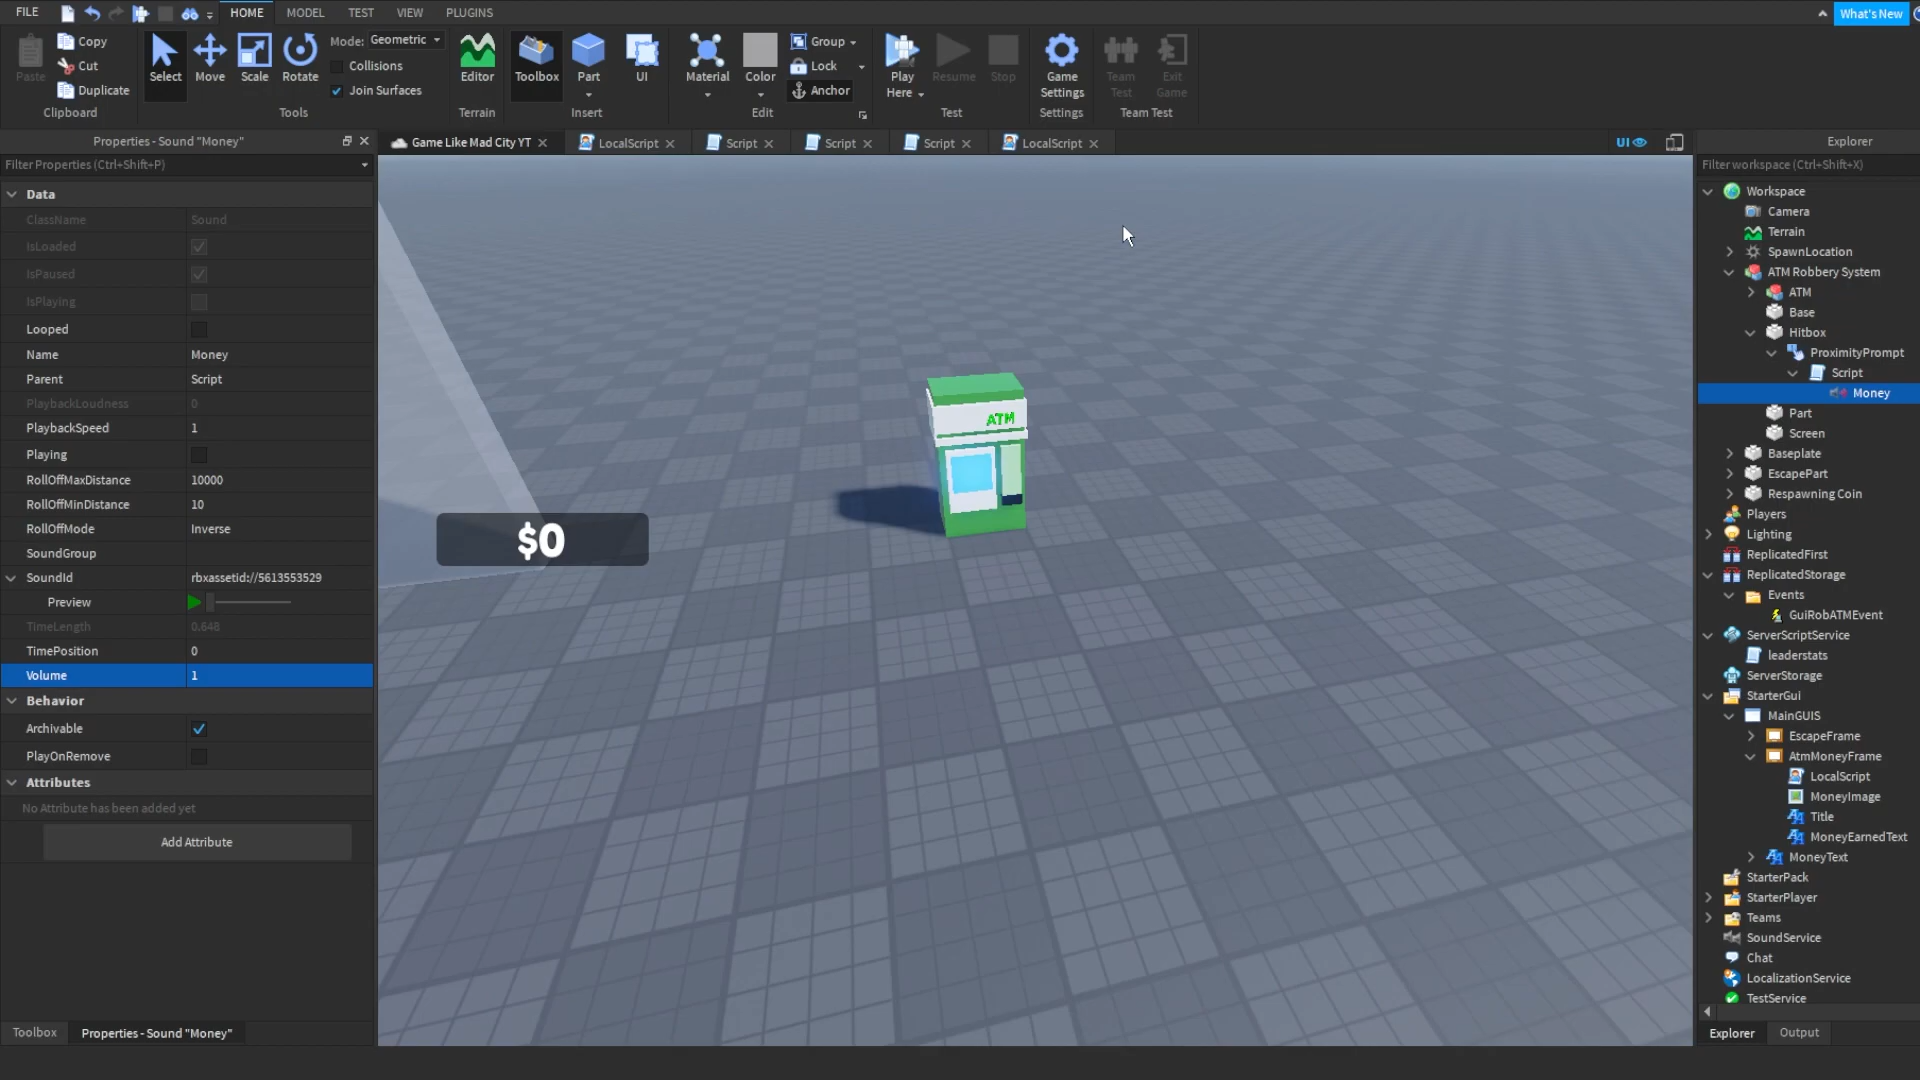 FILE HOME MODEL TEST VIEW PLUGINS What's New
Paste Copy Cut Duplicate Clipboard
Select Move Scale Rotate Mode: Geometric Collisions Join Surfaces Tools
Editor Terrain
Toolbox Part UI Insert
Material Color Group Lock Anchor Edit
Play Here Resume Stop Test
Game Settings Settings
Team Test Exit Game Team Test
Properties - Sound "Money"
Filter Properties (Ctrl+Shift+P)
Data
ClassName Sound
IsLoaded
IsPaused
IsPlaying
Looped
Name Money
Parent Script
PlaybackLoudness 0
PlaybackSpeed 1
Playing
RollOffMaxDistance 10000
RollOffMinDistance 10
RollOffMode Inverse
SoundGroup
SoundId rbxassetid://5613553529
Preview
TimeLength 0.648
TimePosition 0
Volume 1
Behavior
Archivable
PlayOnRemove
Attributes
No Attribute has been added yet
Add Attribute
Toolbox Properties - Sound "Money"
Game Like Mad City YT LocalScript Script Script Script LocalScript UI
ATM
$0
Explorer
Filter workspace (Ctrl+Shift+X)
Workspace
Camera
Terrain
SpawnLocation
ATM Robbery System
ATM
Base
Hitbox
ProximityPrompt
Script
Money
Part
Screen
Baseplate
EscapePart
Respawning Coin
Players
Lighting
ReplicatedFirst
ReplicatedStorage
Events
GuiRobATMEvent
ServerScriptService
leaderstats
ServerStorage
StarterGui
MainGUIS
EscapeFrame
AtmMoneyFrame
LocalScript
MoneyImage
Title
MoneyEarnedText
MoneyText
StarterPack
StarterPlayer
Teams
SoundService
Chat
LocalizationService
TestService
Explorer Output